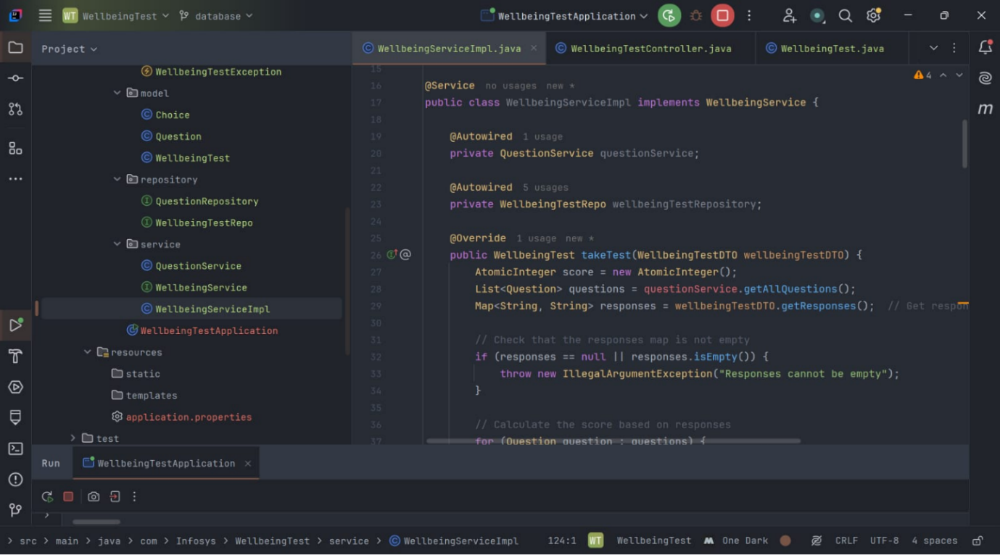 WT WellbeingTest database WellbeingTestApplication
Project
WellbeingTestException
model
Choice
Question
WellbeingTest
repository
QuestionRepository
WellbeingTestRepo
service
QuestionService
WellbeingService
WellbeingServiceImpl
WellbeingTestApplication
resources
static
templates
application.properties
test
WellbeingServiceImpl.java WellbeingTestController.java WellbeingTest.java
4
15
16 @Service no usages new *
17 public class WellbeingServiceImpl implements WellbeingService {
18
19 @Autowired 1 usage
20 private QuestionService questionService;
21
22 @Autowired 5 usages
23 private WellbeingTestRepo wellbeingTestRepository;
24
25 @Override 1 usage new *
26 public WellbeingTest takeTest(WellbeingTestDTO wellbeingTestDTO) {
27 AtomicInteger score = new AtomicInteger();
28 List<Question> questions = questionService.getAllQuestions();
29 Map<String, String> responses = wellbeingTestDTO.getResponses(); // Get respon
30
31 // Check that the responses map is not empty
32 if (responses == null || responses.isEmpty()) {
33 throw new IllegalArgumentException("Responses cannot be empty");
34 }
35
36 // Calculate the score based on responses
37 for (Question question : questions) {
m
Run WellbeingTestApplication
> src > main > java > com > Infosys > WellbeingTest > service > WellbeingServiceImpl 124:1 WT WellbeingTest One Dark CRLF UTF-8 4 spaces